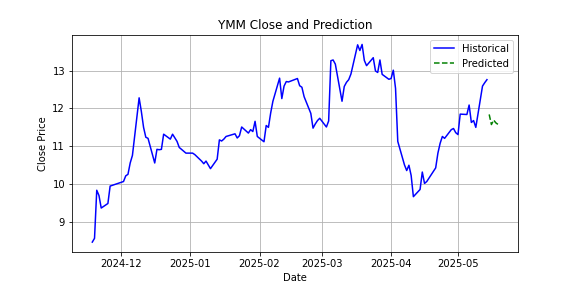 YMM Close and Prediction
Historical
Predicted
Close Price
13
12
11
10
9
2024-12
2025-01
2025-02
2025-03
2025-04
2025-05
Date